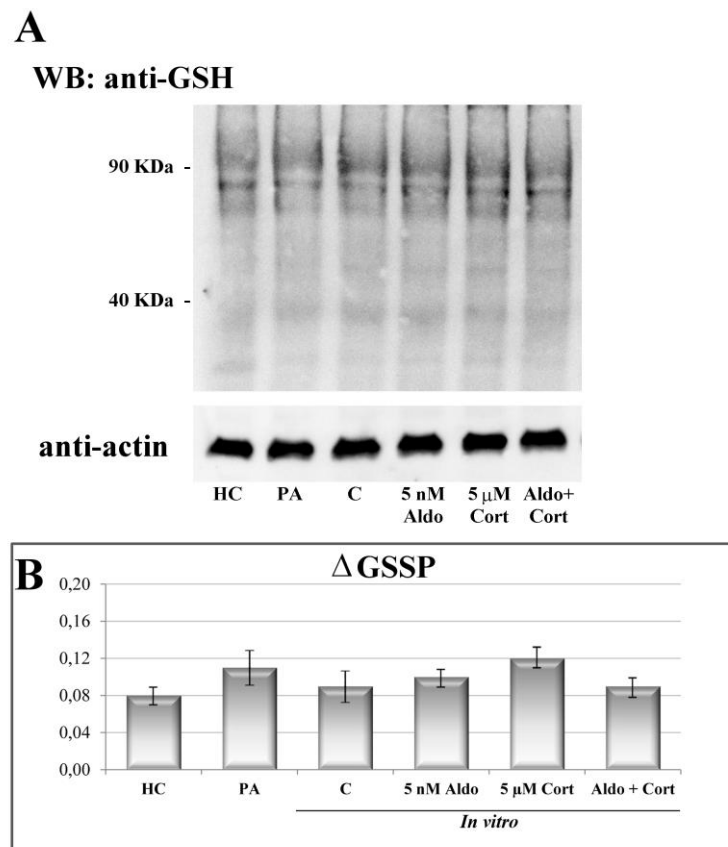 A
WB: anti-GSH
90 KDa -
40 KDa -
anti-actin
HC PA C 5 nM Aldo 5 μM Cort Aldo+ Cort
B
Δ GSSP
0,20
0,16
0,12
0,08
0,04
0,00
HC PA C 5 nM Aldo 5 μM Cort Aldo + Cort
In vitro